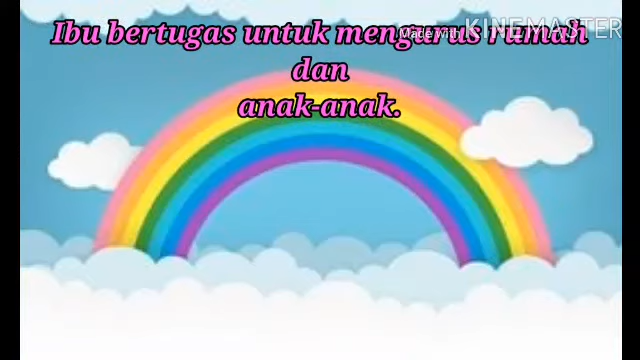 Ibu bertugas untuk mengurus rumah
dan
anak-anak.
Made with KINEMASTER